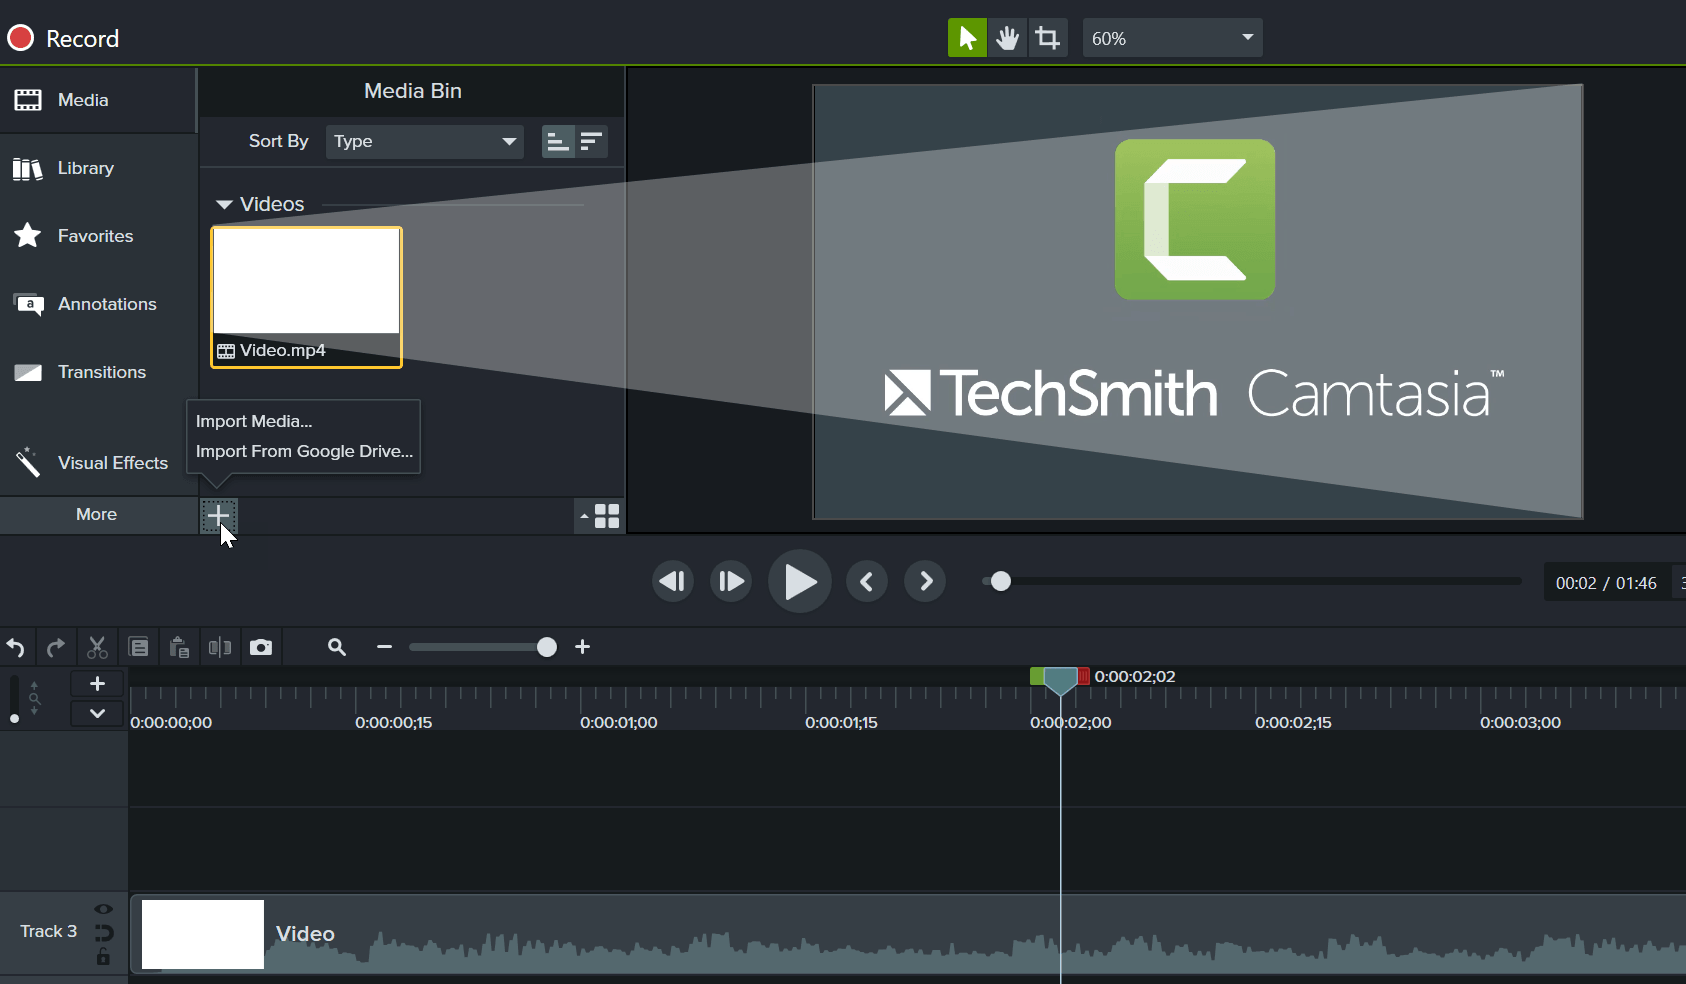 Record
60%
Media
Media Bin
Library
Sort By
Type
Videos
Favorites
Annotations
Video.mp4
Transitions
TechSmith Camtasia™
Import Media...
Import From Google Drive...
Visual Effects
More
00:02 / 01:46
0:00:02;02
0:00:00;00
0:00:00;15
0:00:01;00
0:00:01;15
0:00:02;00
0:00:02;15
0:00:03;00
Track 3
Video